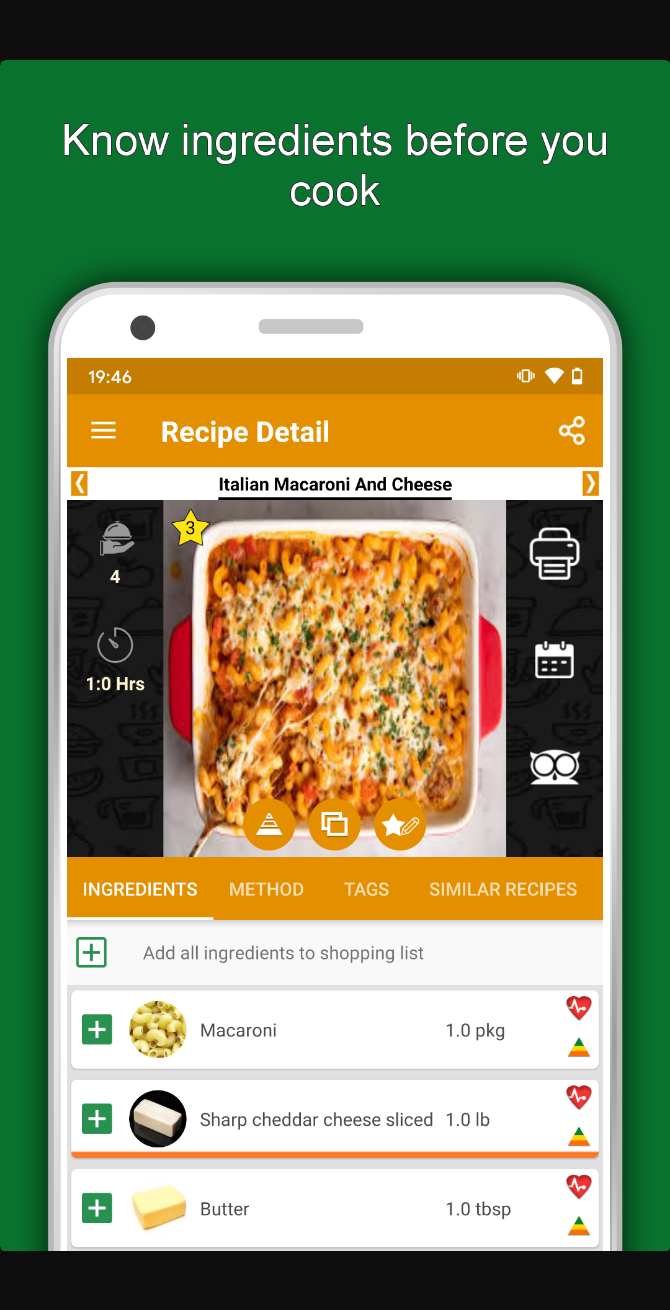 Know ingredients before you
cook
19:46
Recipe Detail
Italian Macaroni And Cheese
3
4
1:0 Hrs
INGREDIENTS METHOD TAGS SIMILAR RECIPES
Add all ingredients to shopping list
Macaroni 1.0 pkg
Sharp cheddar cheese sliced 1.0 lb
Butter 1.0 tbsp